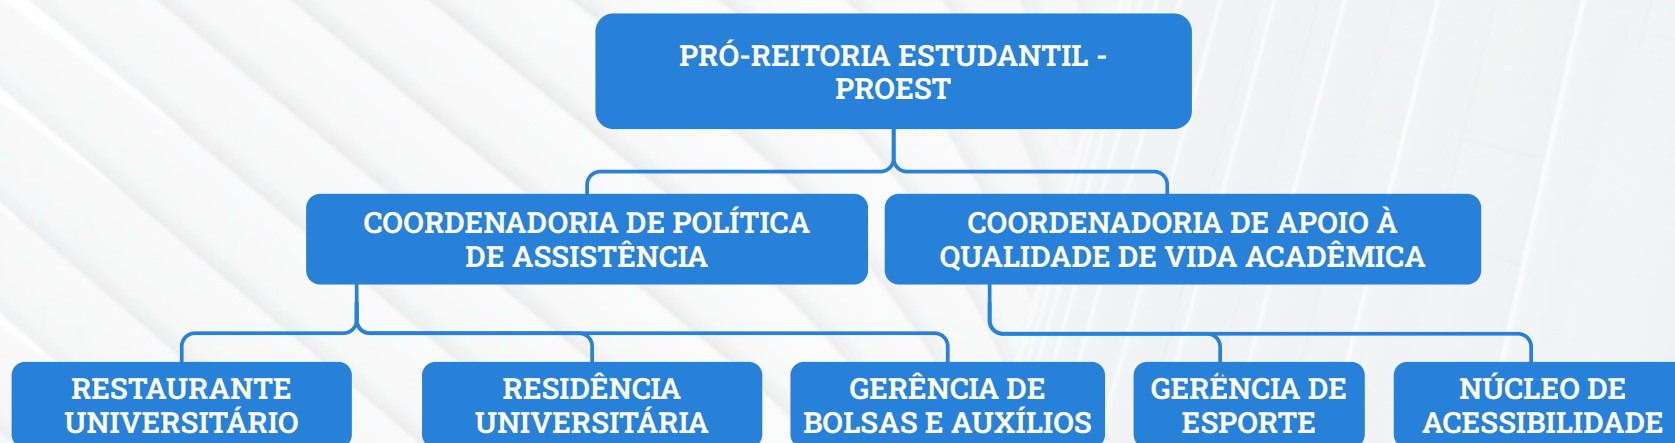 PRÓ-REITORIA ESTUDANTIL -
PROEST
COORDENADORIA DE POLÍTICA
DE ASSISTÊNCIA
COORDENADORIA DE APOIO À
QUALIDADE DE VIDA ACADÊMICA
RESTAURANTE
UNIVERSITÁRIO
RESIDÊNCIA
UNIVERSITÁRIA
GERÊNCIA DE
BOLSAS E AUXÍLIOS
GERÊNCIA DE
ESPORTE
NÚCLEO DE
ACESSIBILIDADE